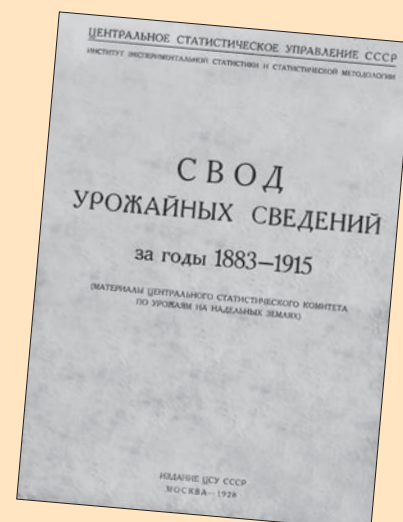 ЦЕНТРАЛЬНОЕ СТАТИСТИЧЕСКОЕ УПРАВЛЕНИЕ СССР
ИНСТИТУТ ЭКСПЕРИМЕНТАЛЬНОЙ СТАТИСТИКИ И СТАТИСТИЧЕСКОЙ МЕТОДОЛОГИИ
СВОД
УРОЖАЙНЫХ СВЕДЕНИЙ
за годы 1883—1915
(МАТЕРИАЛЫ ЦЕНТРАЛЬНОГО СТАТИСТИЧЕСКОГО КОМИТЕТА
ПО УРОЖАЯМ НА НАДЕЛЬНЫХ ЗЕМЛЯХ)
ИЗДАНИЕ ЦСУ СССР
МОСКВА—1928